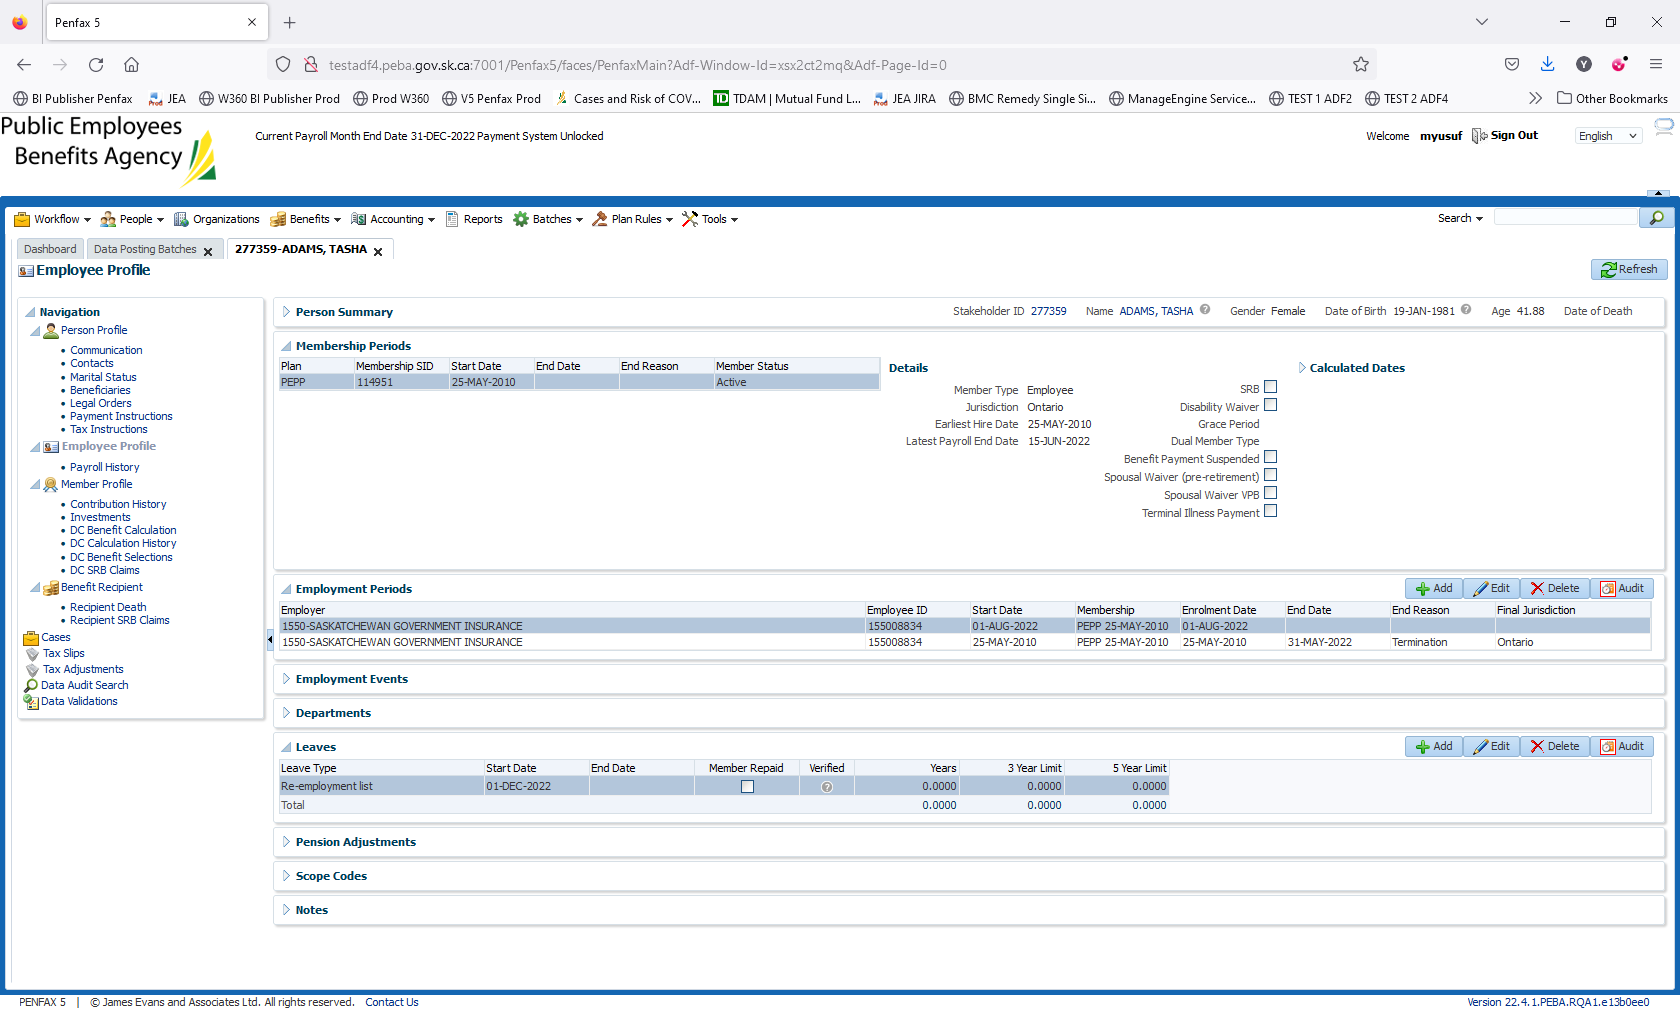 Penfax 5
testadf4.peba.gov.sk.ca:7001/Penfax5/faces/PenfaxMain?Adf-Window-Id=xsx2ct2mq&Adf-Page-Id=0
BI Publisher Penfax JEA W360 BI Publisher Prod Prod W360 V5 Penfax Prod Cases and Risk of COV... TDAM | Mutual Fund L... JEA JIRA BMC Remedy Single Si... ManageEngine Service... TEST 1 ADF2 TEST 2 ADF4 Other Bookmarks
Public Employees
Benefits Agency
Current Payroll Month End Date 31-DEC-2022 Payment System Unlocked
Welcome myusuf Sign Out English
Workflow People Organizations Benefits Accounting Reports Batches Plan Rules Tools Search
Dashboard Data Posting Batches 277359-ADAMS, TASHA
Employee Profile
Refresh
Navigation
Person Profile
Communication
Contacts
Marital Status
Beneficiaries
Legal Orders
Payment Instructions
Tax Instructions
Employee Profile
Payroll History
Member Profile
Contribution History
Investments
DC Benefit Calculation
DC Calculation History
DC Benefit Selections
DC SRB Claims
Benefit Recipient
Recipient Death
Recipient SRB Claims
Cases
Tax Slips
Tax Adjustments
Data Audit Search
Data Validations
Person Summary
Stakeholder ID 277359 Name ADAMS, TASHA Gender Female Date of Birth 19-JAN-1981 Age 41.88 Date of Death
Membership Periods
Plan Membership SID Start Date End Date End Reason Member Status
PEPP 114951 25-MAY-2010 Active
Details
Member Type Employee
Jurisdiction Ontario
Earliest Hire Date 25-MAY-2010
Latest Payroll End Date 15-JUN-2022
SRB
Disability Waiver
Grace Period
Dual Member Type
Benefit Payment Suspended
Spousal Waiver (pre-retirement)
Spousal Waiver VPB
Terminal Illness Payment
Calculated Dates
Employment Periods
Add Edit Delete Audit
Employer Employee ID Start Date Membership Enrolment Date End Date End Reason Final Jurisdiction
1550-SASKATCHEWAN GOVERNMENT INSURANCE 155008834 01-AUG-2022 PEPP 25-MAY-2010 01-AUG-2022
1550-SASKATCHEWAN GOVERNMENT INSURANCE 155008834 25-MAY-2010 PEPP 25-MAY-2010 25-MAY-2010 31-MAY-2022 Termination Ontario
Employment Events
Departments
Leaves
Add Edit Delete Audit
Leave Type Start Date End Date Member Repaid Verified Years 3 Year Limit 5 Year Limit
Re-employment list 01-DEC-2022 0.0000 0.0000 0.0000
Total 0.0000 0.0000 0.0000
Pension Adjustments
Scope Codes
Notes
PENFAX 5 | © James Evans and Associates Ltd. All rights reserved. Contact Us
Version 22.4.1.PEBA.RQA1.e13b0ee0